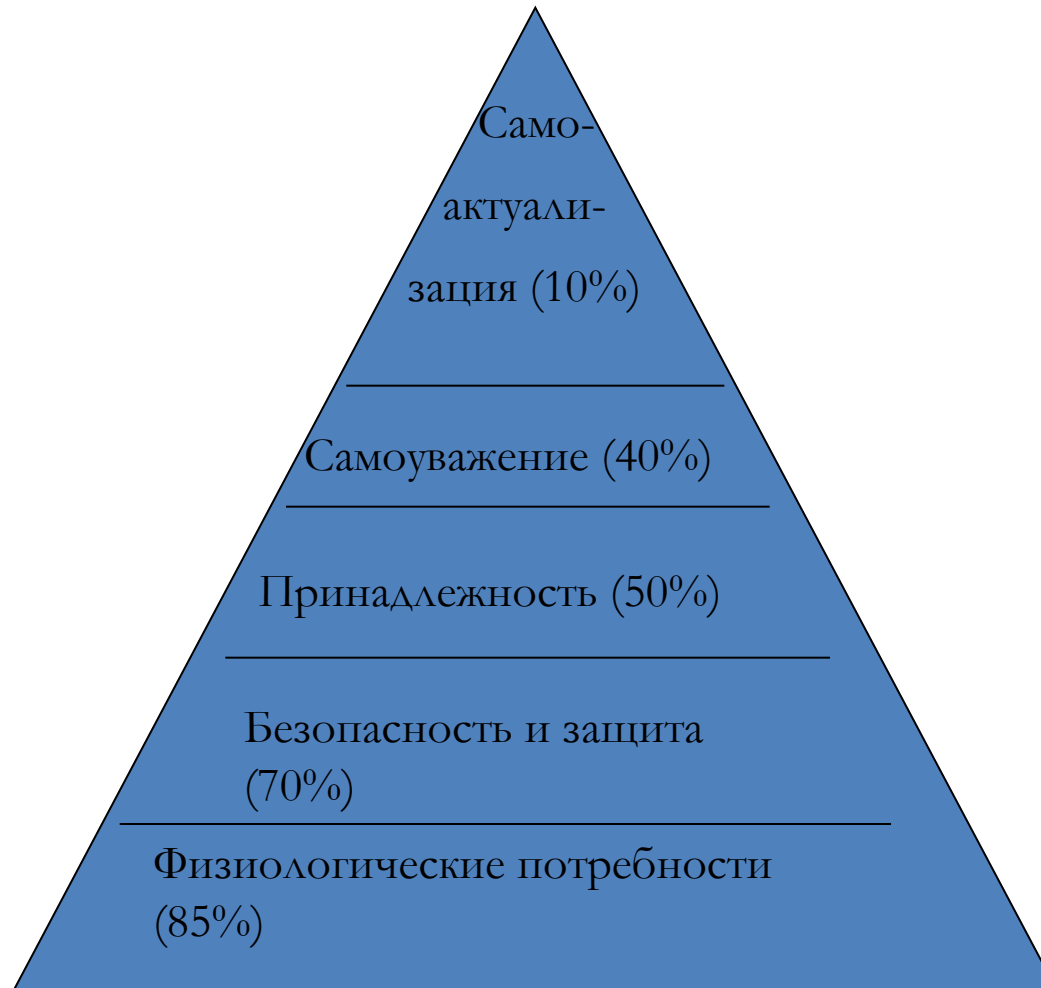 Само-
актуали-
зация (10%)
Самоуважение (40%)
Принадлежность (50%)
Безопасность и защита
(70%)
Физиологические потребности
(85%)